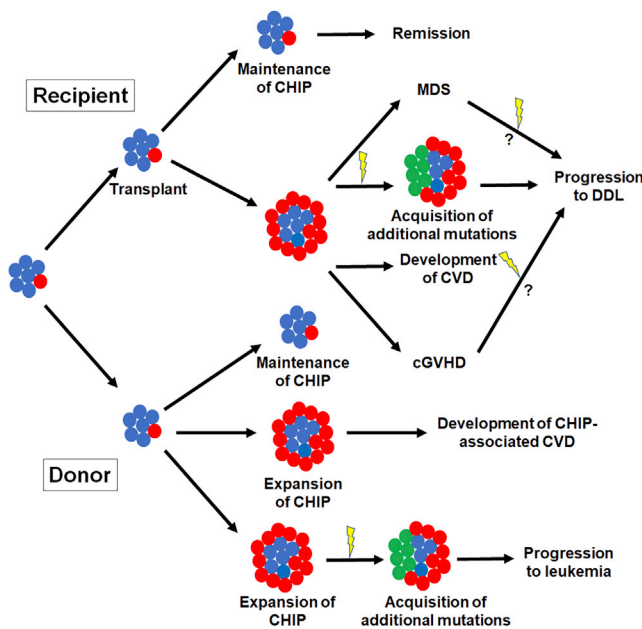 Remission
Maintenance
of CHIP
Recipient
MDS
?
Transplant
Progression
to DDL
Acquisition of
additional mutations
Development
of CVD
?
Maintenance
of CHIP
cGVHD
Development of CHIP-
associated CVD
Donor
Expansion
of CHIP
Progression
to leukemia
Expansion of
CHIP
Acquisition of
additional mutations